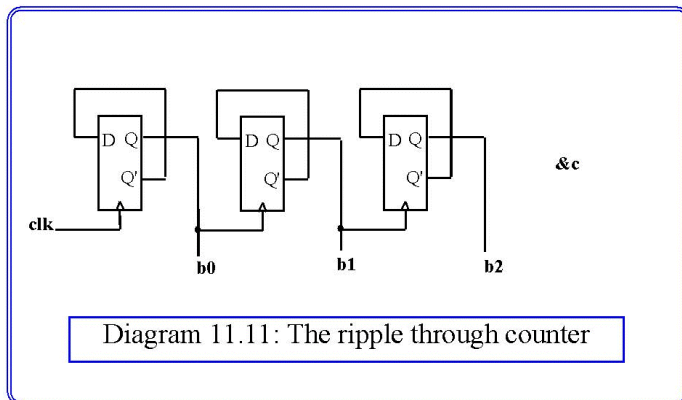 D Q
Q'
D Q
Q'
D Q
Q'
&c
clk
b0
b1
b2
Diagram 11.11: The ripple through counter